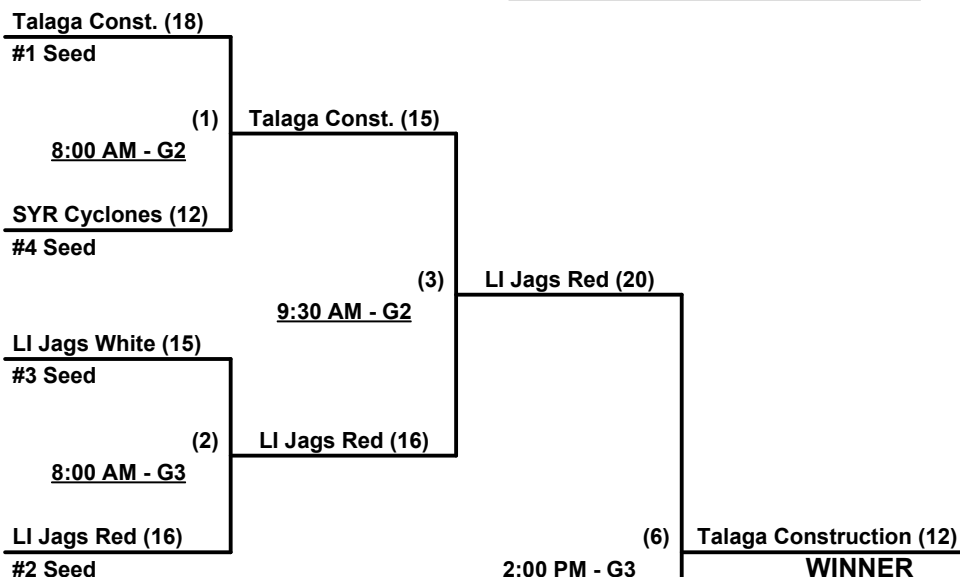 Talaga Const. (18)
#1 Seed
(1)
Talaga Const. (15)
8:00 AM - G2
SYR Cyclones (12)
#4 Seed
(3)
LI Jags Red (20)
9:30 AM - G2
LI Jags White (15)
#3 Seed
(2)
LI Jags Red (16)
8:00 AM - G3
LI Jags Red (16)
#2 Seed
(6)
Talaga Construction (12)
2:00 PM - G3
WINNER